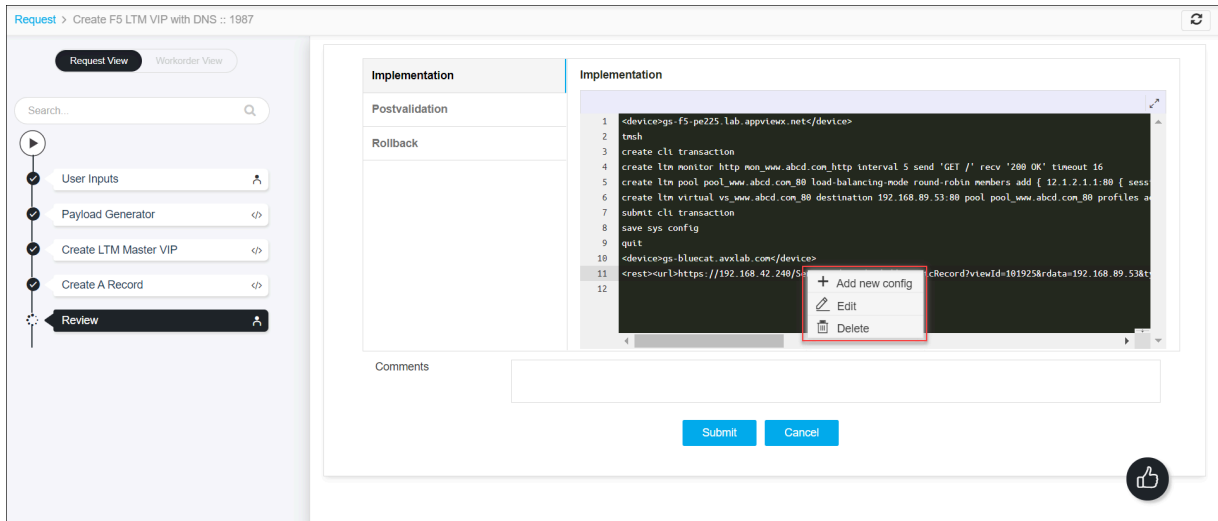 Request > Create F5 LTM VIP with DNS :: 1987
Request View Workorder View
Search...
User Inputs
Payload Generator </>
Create LTM Master VIP </>
Create A Record </>
Review
Implementation
Postvalidation
Rollback
Implementation
1 <device>gs-f5-pe225.lab.appviewx.net</device>
2 tmsh
3 create cli transaction
4 create ltm monitor http mon_www.abcd.com_http interval 5 send 'GET /' recv '200 OK' timeout 16
5 create ltm pool pool_www.abcd.com_80 load-balancing-mode round-robin members add { 12.1.2.1.1:80 { sess
6 create ltm virtual vs_www.abcd.com_80 destination 192.168.89.53:80 pool pool_www.abcd.com_80 profiles a
7 submit cli transaction
8 save sys config
9 quit
10 <device>gs-bluecat.avxlab.com</device>
11 <rest><url>https://192.168.42.240/Se cRecord?viewId=101925&rdata=192.168.89.53&t
12
+ Add new config
Edit
Delete
Comments
Submit Cancel